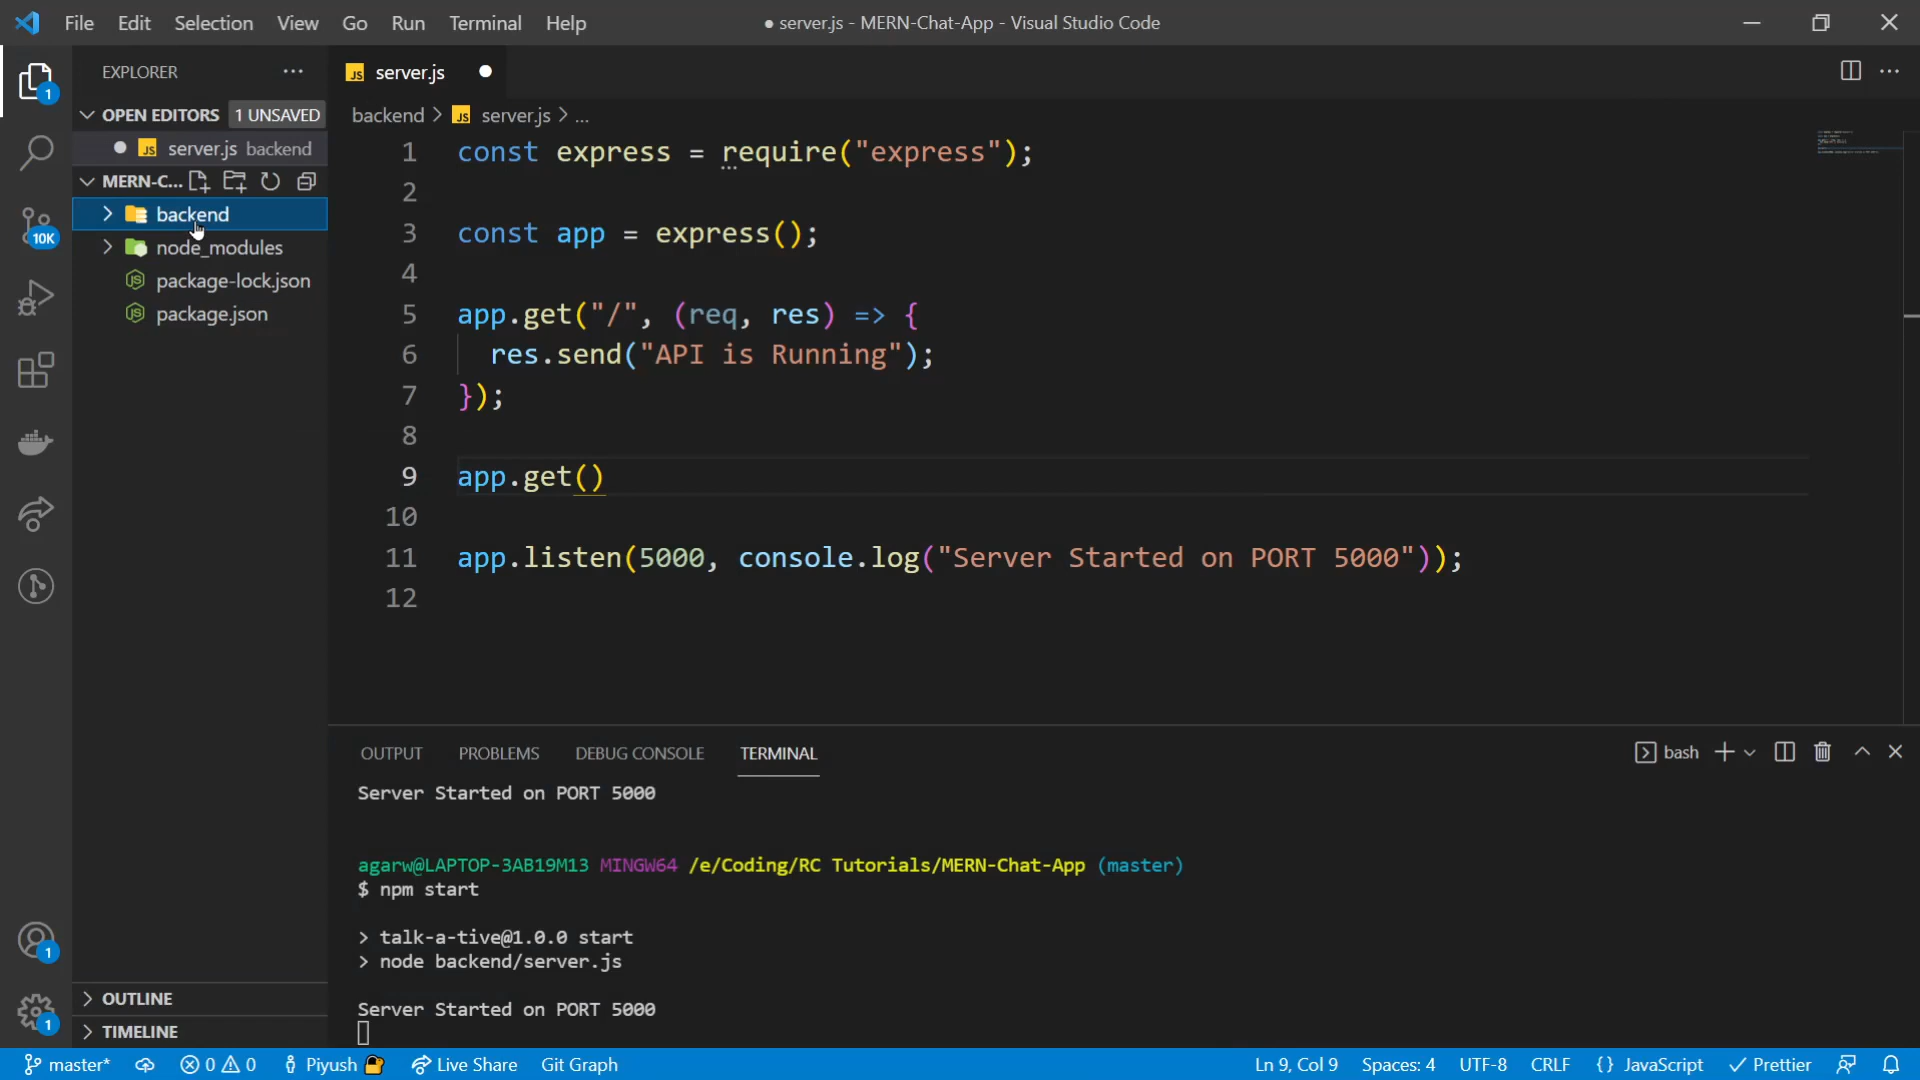 File Edit Selection View Go Run Terminal Help ● server.js - MERN-Chat-App - Visual Studio Code
EXPLORER
server.js
1
OPEN EDITORS 1 UNSAVED
backend > server.js > ...
server.js backend
MERN-C...
backend
node_modules
package-lock.json
package.json
10K
1 const express = require("express");
2
3 const app = express();
4
5 app.get("/", (req, res) => {
6 res.send("API is Running");
7 });
8
9 app.get()
10
11 app.listen(5000, console.log("Server Started on PORT 5000"));
12
OUTPUT PROBLEMS DEBUG CONSOLE TERMINAL
bash
Server Started on PORT 5000
agarw@LAPTOP-3AB19M13 MINGW64 /e/Coding/RC Tutorials/MERN-Chat-App (master)
$ npm start
> talk-a-tive@1.0.0 start
> node backend/server.js
Server Started on PORT 5000
1
1
OUTLINE
TIMELINE
master* 0 0 Piyush Live Share Git Graph Ln 9, Col 9 Spaces: 4 UTF-8 CRLF {} JavaScript Prettier